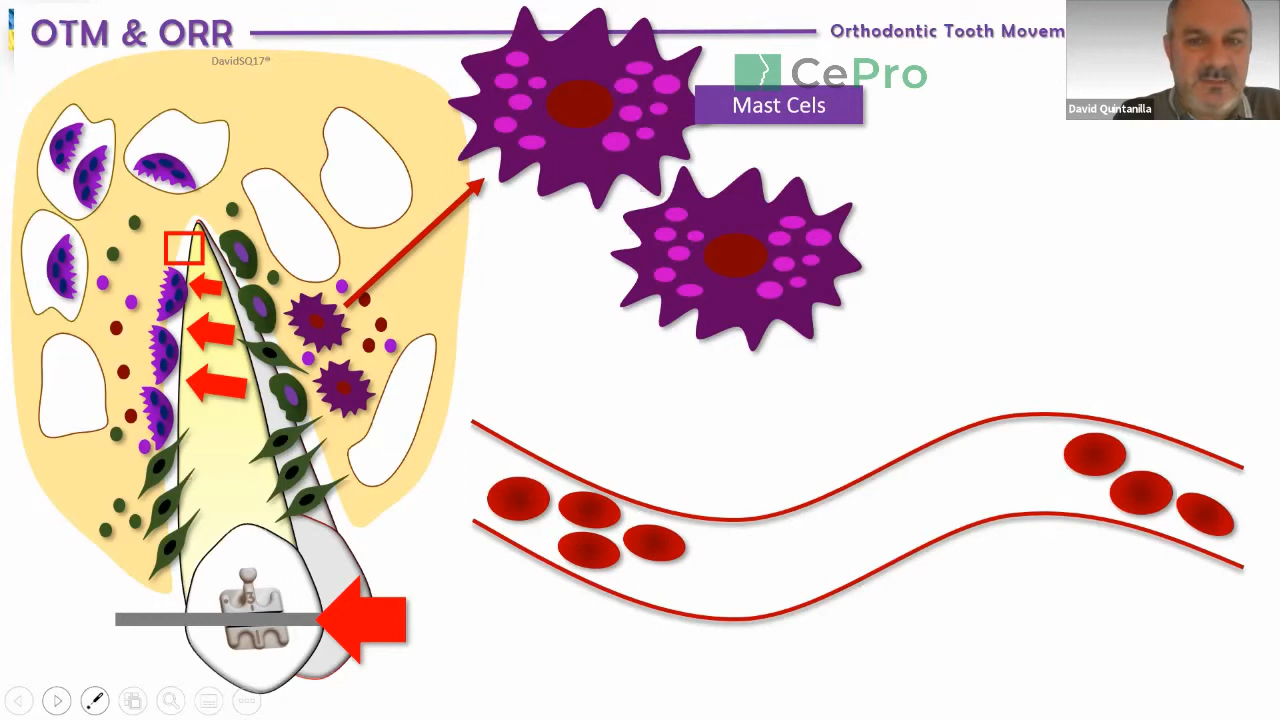 OTM & ORR
Orthodontic Tooth Movem
DavidSQ17®
CePro
Mast Cels
David Quintanilla